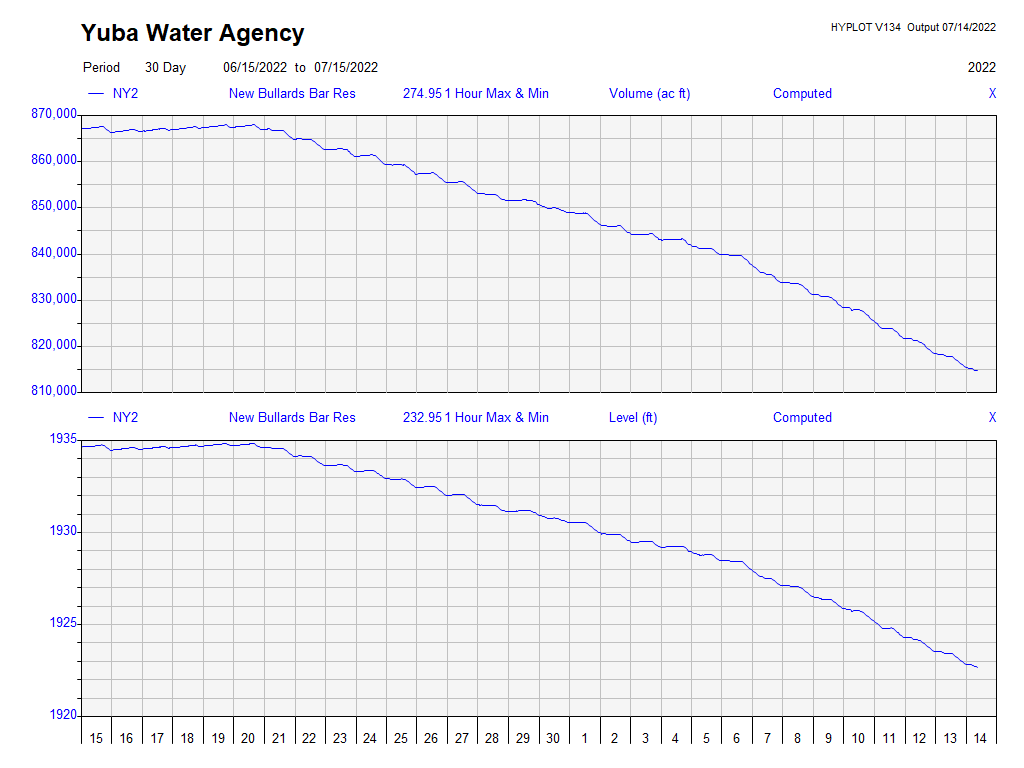 Yuba Water Agency
HYPLOT V134 Output 07/14/2022
Period 30 Day 06/15/2022 to 07/15/2022 2022
NY2 New Bullards Bar Res 274.95 1 Hour Max & Min Volume (ac ft) Computed X
870,000
860,000
850,000
840,000
830,000
820,000
810,000
NY2 New Bullards Bar Res 232.95 1 Hour Max & Min Level (ft) Computed X
1935
1930
1925
1920
15 16 17 18 19 20 21 22 23 24 25 26 27 28 29 30 1 2 3 4 5 6 7 8 9 10 11 12 13 14